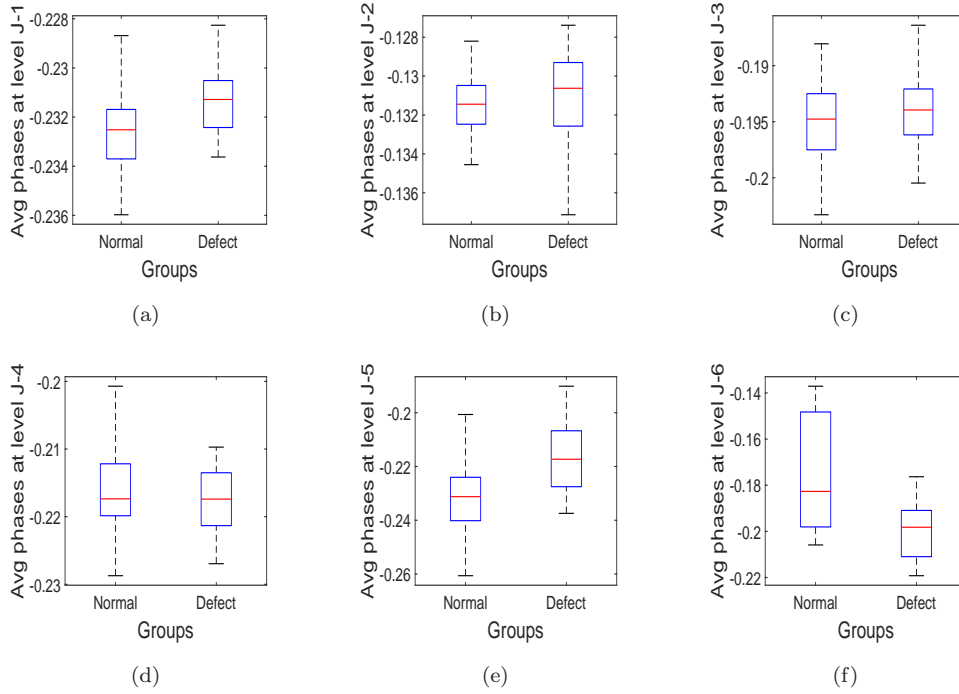 Avg phases at level J-1
-0.228
-0.23
-0.232
-0.234
-0.236
Normal
Defect
Groups
(a)
Avg phases at level J-2
-0.128
-0.13
-0.132
-0.134
-0.136
Normal
Defect
Groups
(b)
Avg phases at level J-3
-0.19
-0.195
-0.2
Normal
Defect
Groups
(c)
Avg phases at level J-4
-0.2
-0.21
-0.22
-0.23
Normal
Defect
Groups
(d)
Avg phases at level J-5
-0.2
-0.22
-0.24
-0.26
Normal
Defect
Groups
(e)
Avg phases at level J-6
-0.14
-0.16
-0.18
-0.2
-0.22
Normal
Defect
Groups
(f)